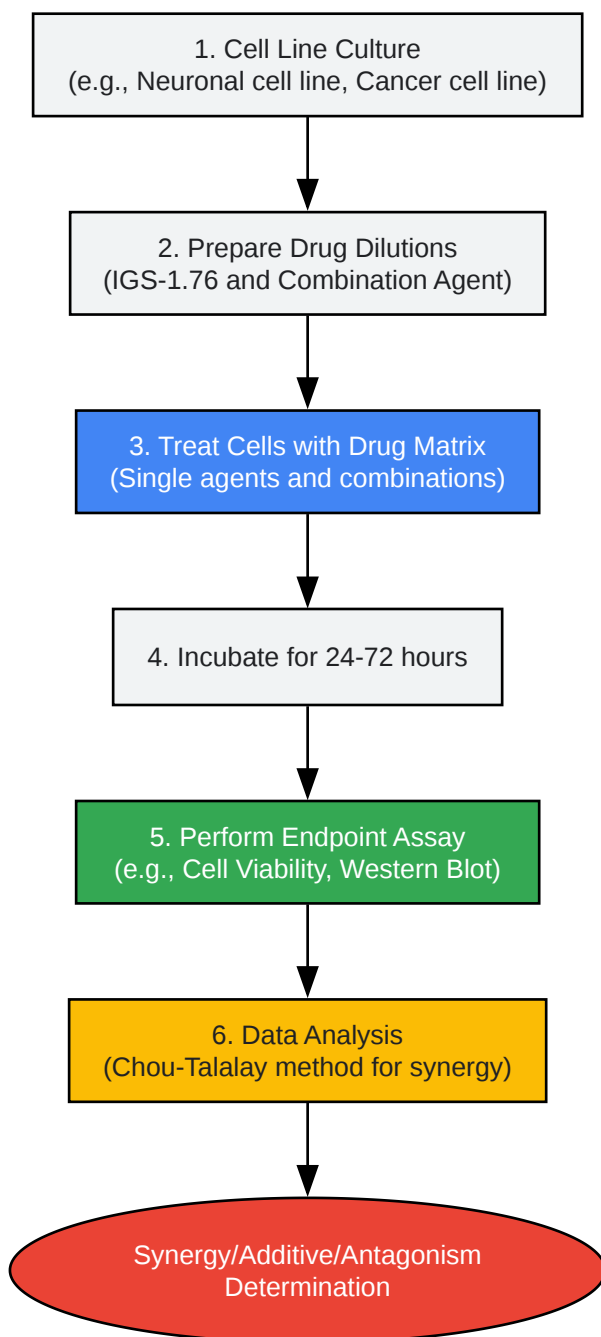 1. Cell Line Culture
(e.g., Neuronal cell line, Cancer cell line)
2. Prepare Drug Dilutions
(IGS-1.76 and Combination Agent)
3. Treat Cells with Drug Matrix
(Single agents and combinations)
4. Incubate for 24-72 hours
5. Perform Endpoint Assay
(e.g., Cell Viability, Western Blot)
6. Data Analysis
(Chou-Talalay method for synergy)
Synergy/Additive/Antagonism
Determination